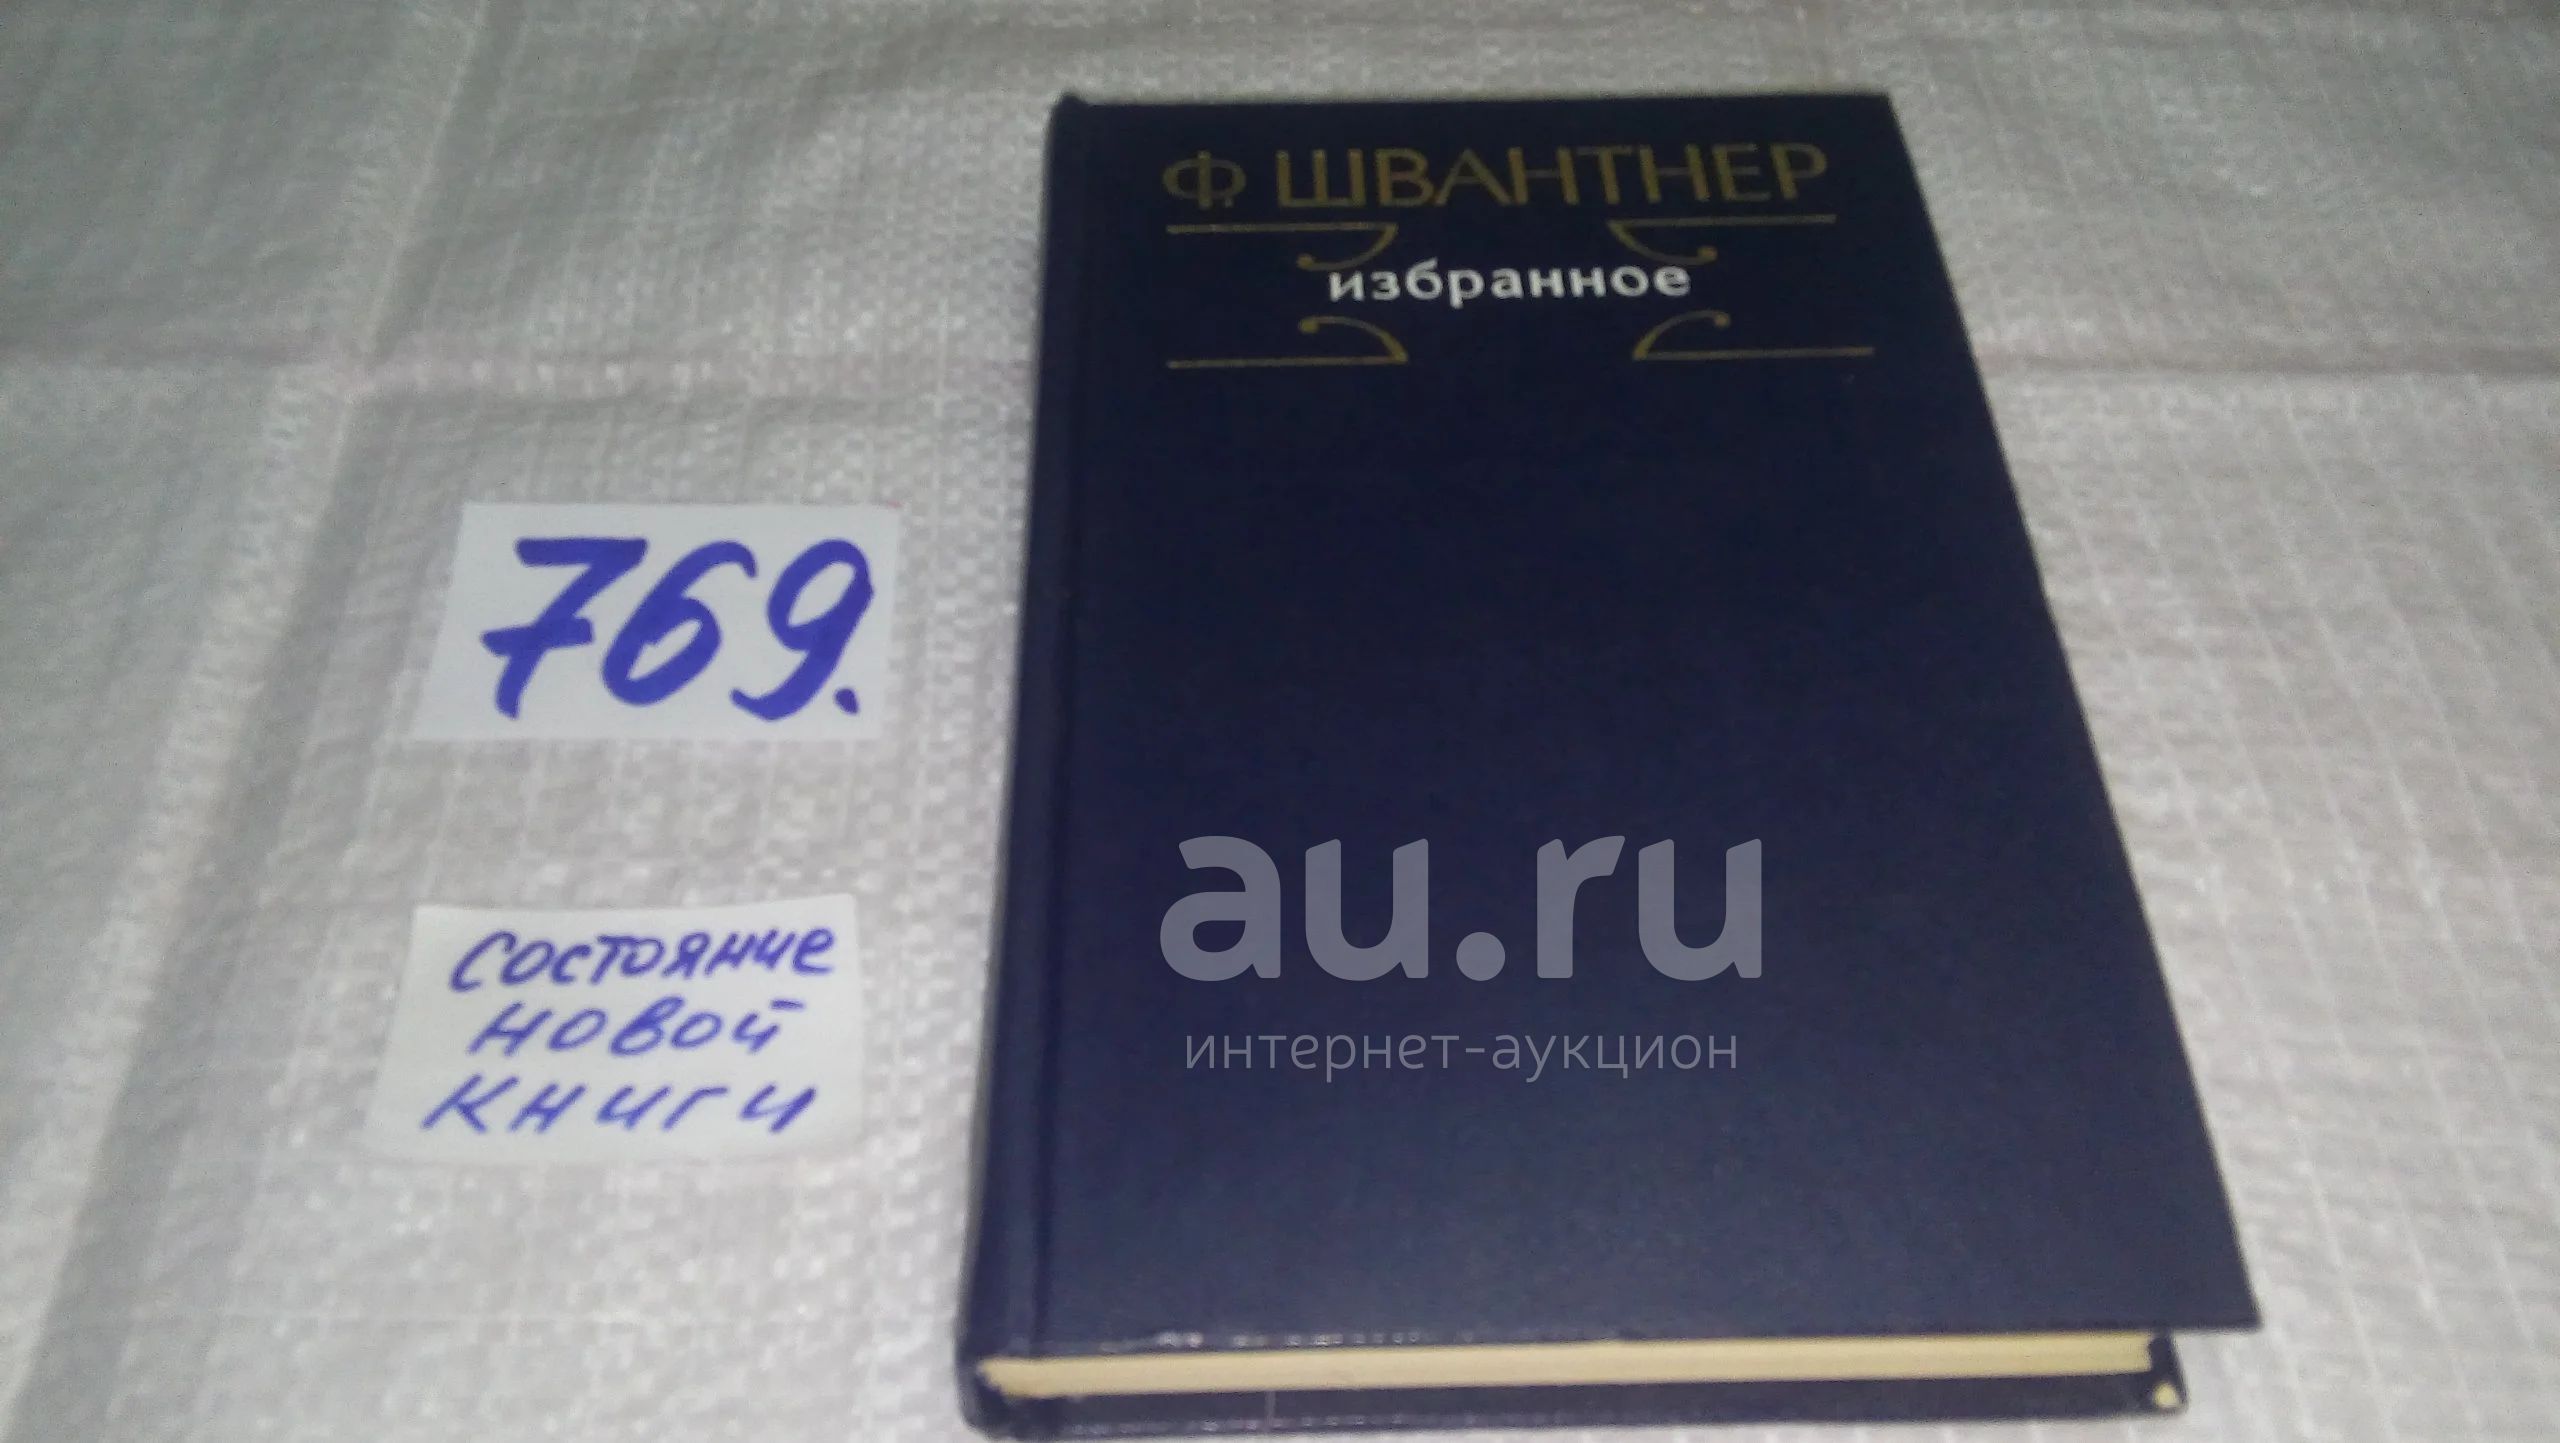 Ф. ШВАНТНЕР
избранное
769.
состояние
новой
книги
au.ru
интернет-аукцион